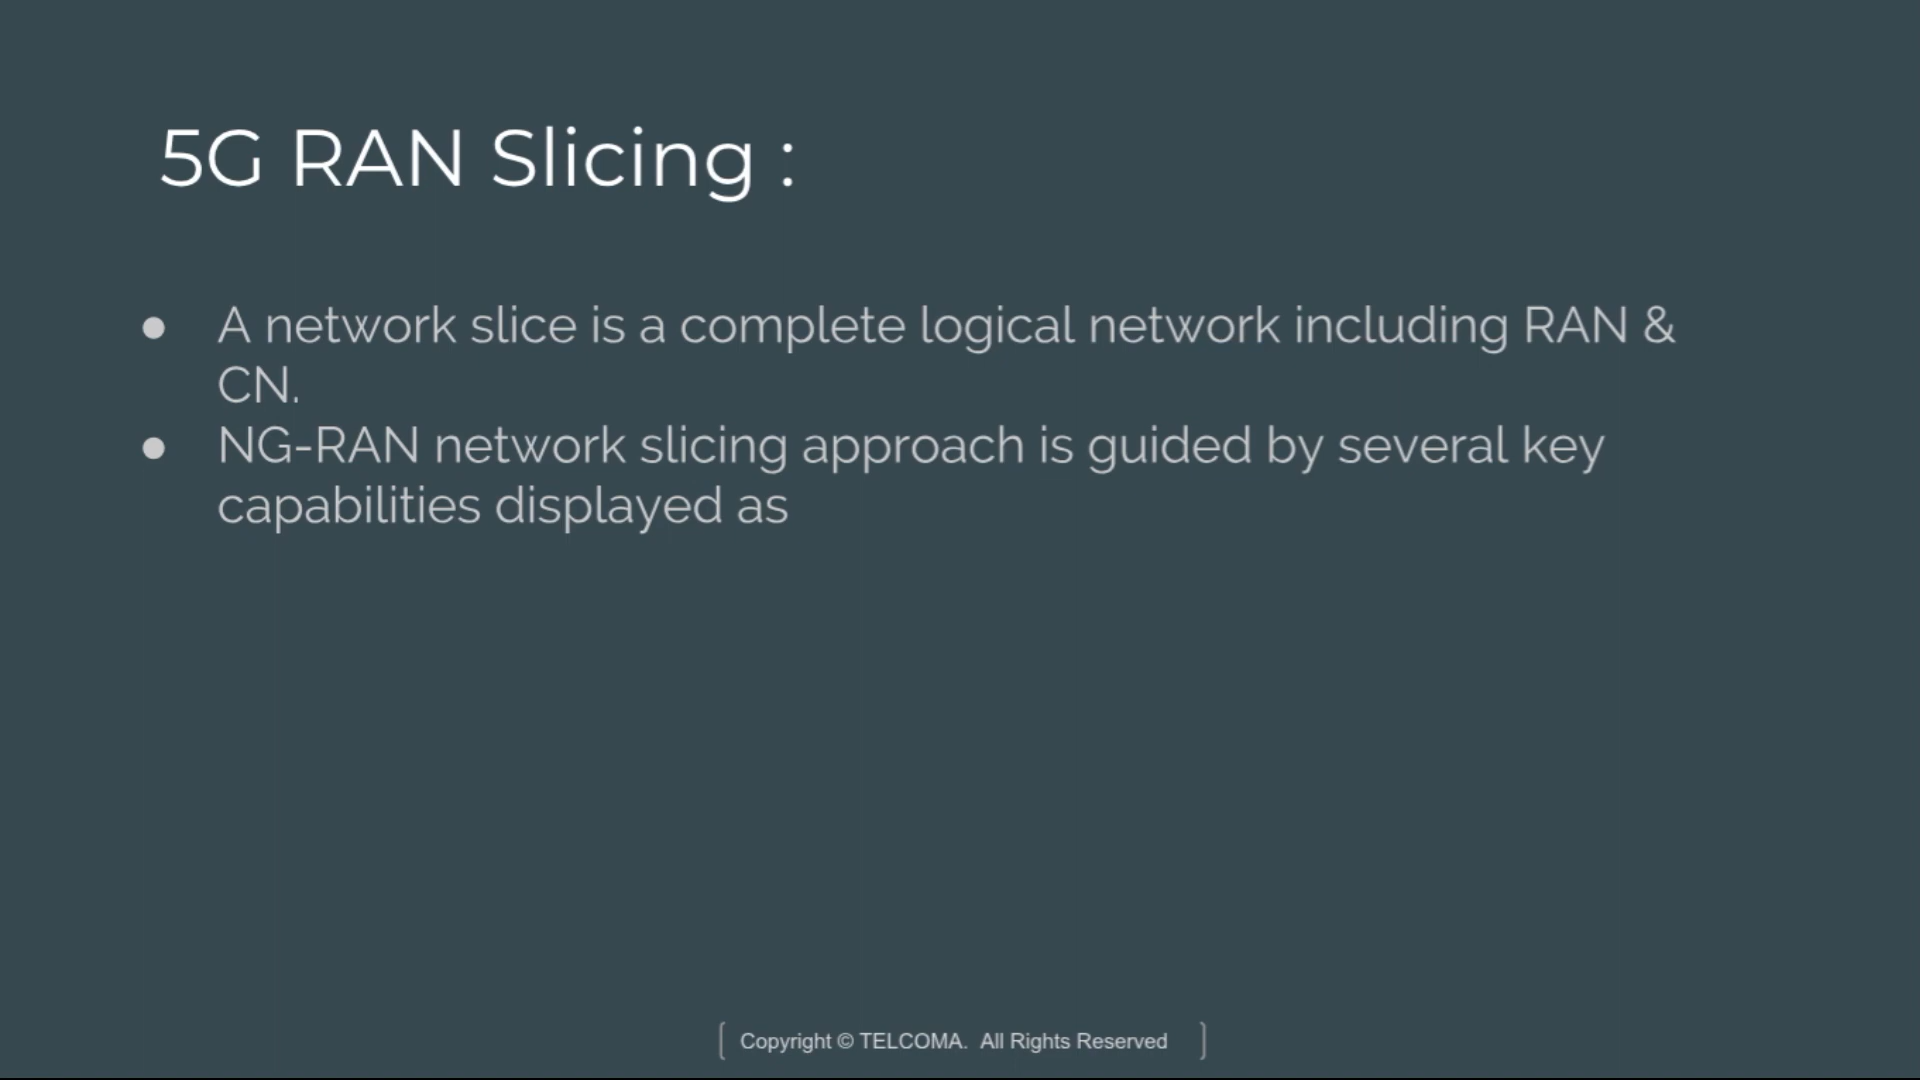 5G RAN Slicing :
● A network slice is a complete logical network including RAN &
CN.
● NG-RAN network slicing approach is guided by several key
capabilities displayed as
[ Copyright © TELCOMA. All Rights Reserved ]